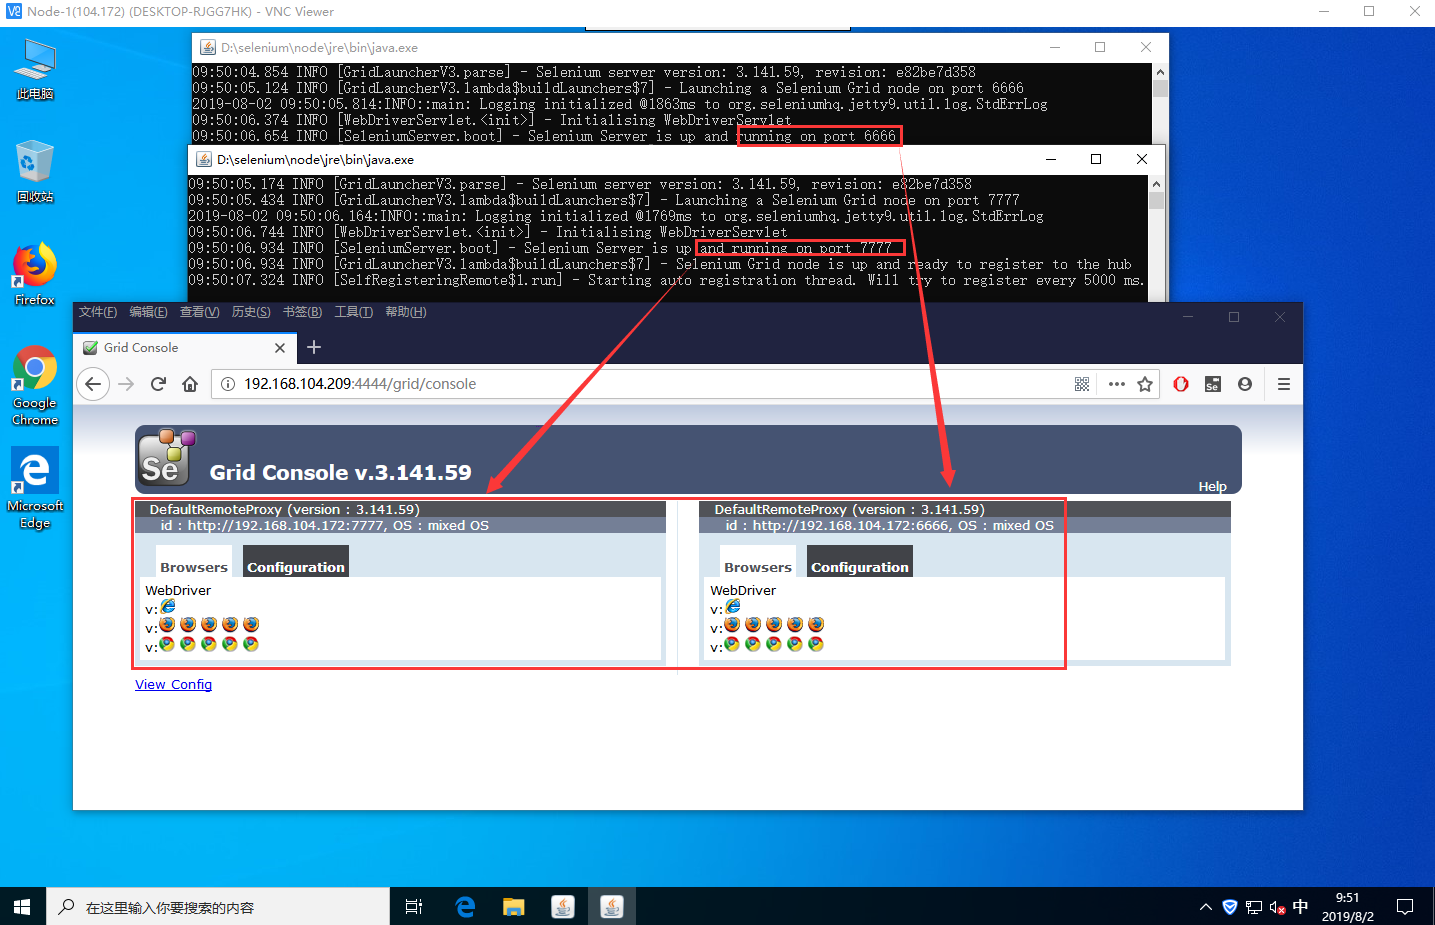 Node-1(104.172) (DESKTOP-RJGG7HK) - VNC Viewer
此电脑
回收站
Firefox
Google
Chrome
Microsoft
Edge
D:\selenium\node\jre\bin\java.exe
09:50:04.854 INFO [GridLauncherV3.parse] - Selenium server version: 3.141.59, revision: e82be7d358
09:50:05.124 INFO [GridLauncherV3.lambda$buildLaunchers$7] - Launching a Selenium Grid node on port 6666
2019-08-02 09:50:05.814:INFO::main: Logging initialized @1863ms to org.seleniumhq.jetty9.util.log.StdErrLog
09:50:06.374 INFO [WebDriverServlet.<init>] - Initialising WebDriverServlet
09:50:06.654 INFO [SeleniumServer.boot] - Selenium Server is up and running on port 6666
D:\selenium\node\jre\bin\java.exe
09:50:05.174 INFO [GridLauncherV3.parse] - Selenium server version: 3.141.59, revision: e82be7d358
09:50:05.434 INFO [GridLauncherV3.lambda$buildLaunchers$7] - Launching a Selenium Grid node on port 7777
2019-08-02 09:50:06.164:INFO::main: Logging initialized @1769ms to org.seleniumhq.jetty9.util.log.StdErrLog
09:50:06.744 INFO [WebDriverServlet.<init>] - Initialising WebDriverServlet
09:50:06.934 INFO [SeleniumServer.boot] - Selenium Server is up and running on port 7777
09:50:06.934 INFO [GridLauncherV3.lambda$buildLaunchers$7] - Selenium Grid node is up and ready to register to the hub
09:50:07.324 INFO [SelfRegisteringRemote$1.run] - Starting auto registration thread. Will try to register every 5000 ms.
文件(F) 编辑(E) 查看(V) 历史(S) 书签(B) 工具(T) 帮助(H)
Grid Console
192.168.104.209:4444/grid/console
Se
Se
Grid Console v.3.141.59
Help
DefaultRemoteProxy (version : 3.141.59)
id : http://192.168.104.172:7777, OS : mixed OS
Browsers Configuration
WebDriver
v:
v:
v:
DefaultRemoteProxy (version : 3.141.59)
id : http://192.168.104.172:6666, OS : mixed OS
Browsers Configuration
WebDriver
v:
v:
v:
View Config
在这里输入你要搜索的内容
中
9:51
2019/8/2